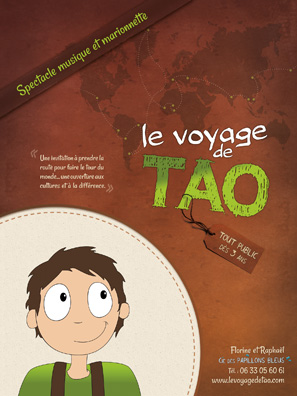 Spectacle musique et marionnette
le voyage
de
TAO
“ Une invitation à prendre la
route pour faire le tour du
monde... une ouverture aux
cultures et à la différence. ”
TOUT PUBLIC
DÈS 3 ANS
Florine et Raphaël
Cie DES PAPILLONS BLEUS
Tél : 06 33 05 60 61
www.levoyagedetao.com